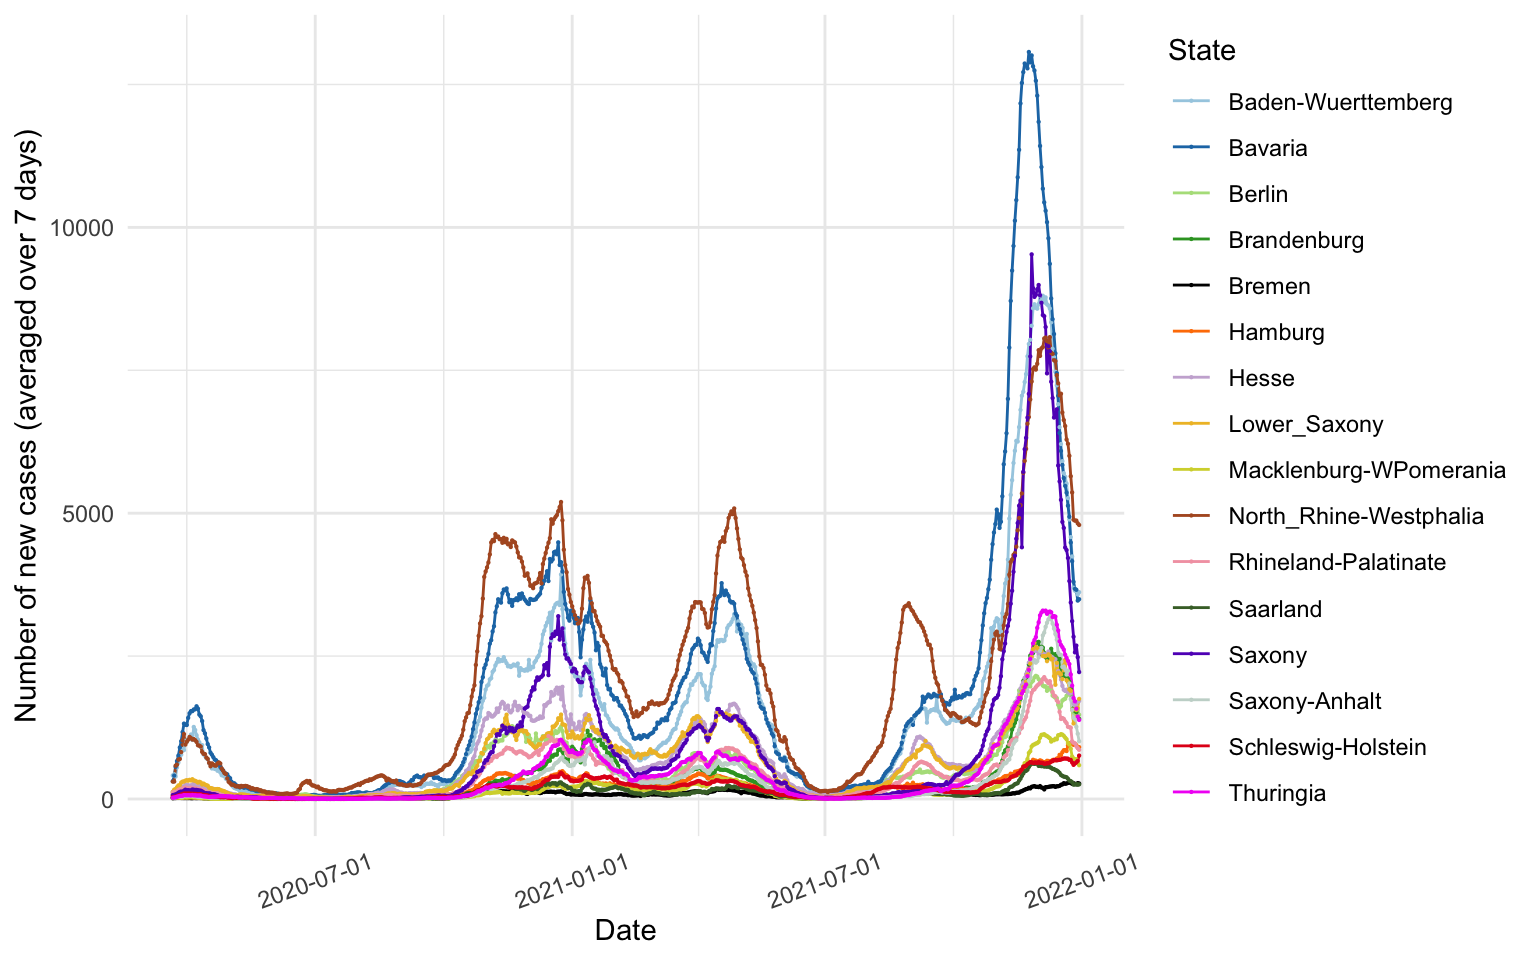 Number of new cases (averaged over 7 days)
10000
5000
0
2020-07-01
2021-01-01
2021-07-01
2022-01-01
Date
State
Baden-Wuerttemberg
Bavaria
Berlin
Brandenburg
Bremen
Hamburg
Hesse
Lower_Saxony
Macklenburg-WPomerania
North_Rhine-Westphalia
Rhineland-Palatinate
Saarland
Saxony
Saxony-Anhalt
Schleswig-Holstein
Thuringia